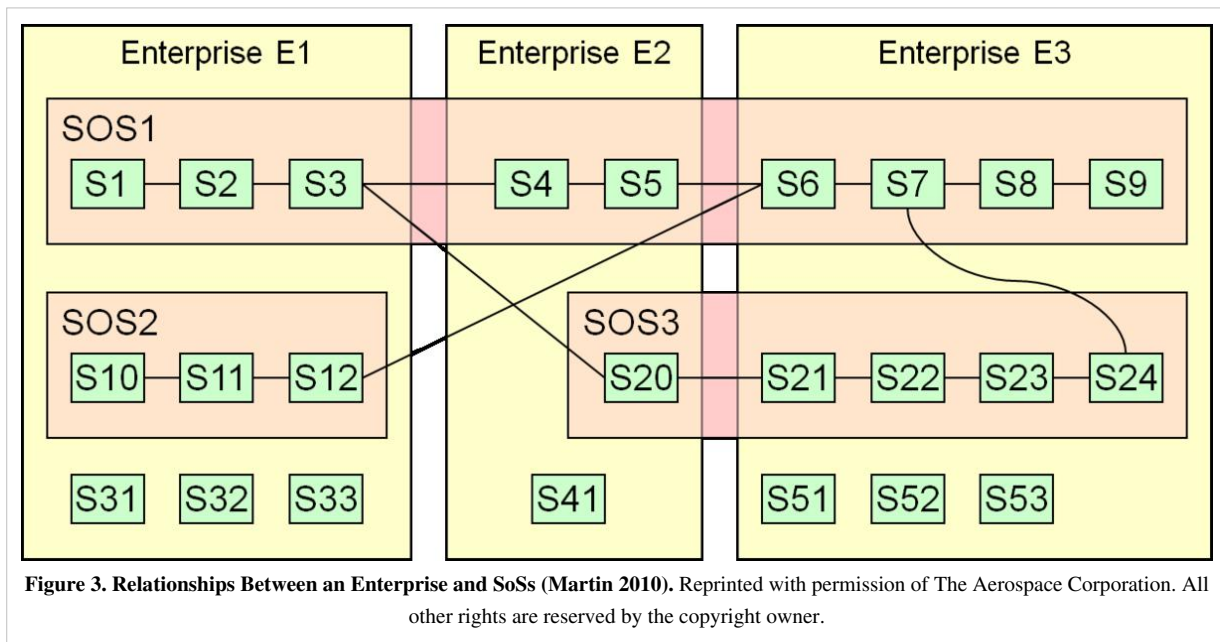 Enterprise E1 Enterprise E2 Enterprise E3
SOS1
S1 S2 S3 S4 S5 S6 S7 S8 S9
SOS2 SOS3
S10 S11 S12 S20 S21 S22 S23 S24
S31 S32 S33 S41 S51 S52 S53
Figure 3. Relationships Between an Enterprise and SoSs (Martin 2010). Reprinted with permission of The Aerospace Corporation. All
other rights are reserved by the copyright owner.